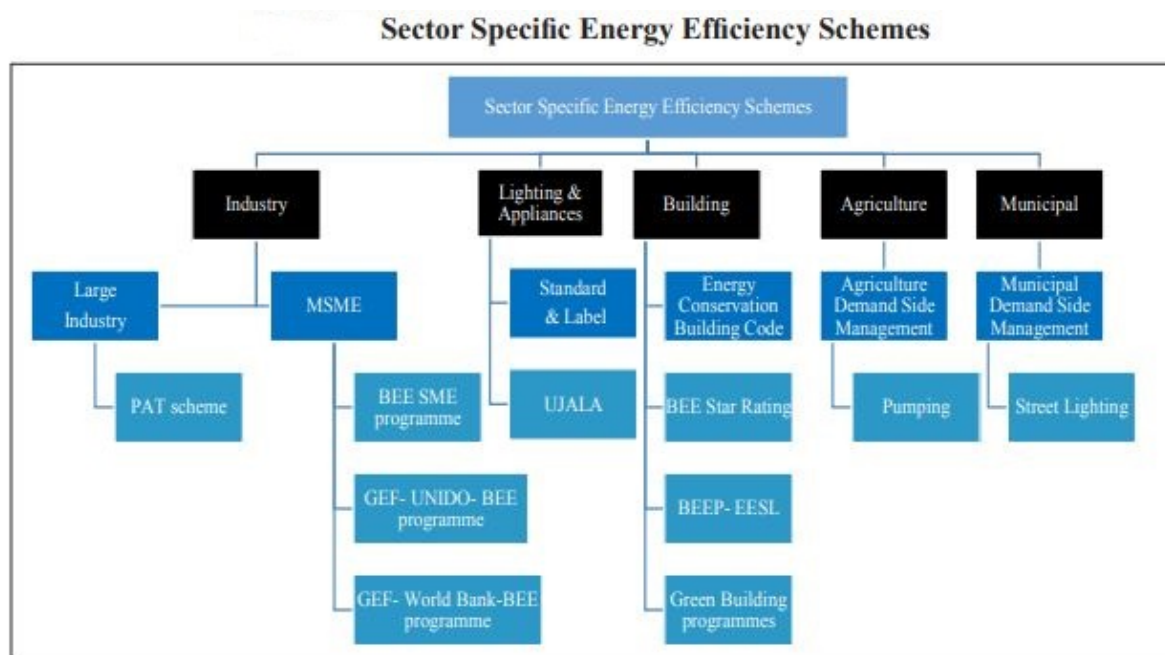 Sector Specific Energy Efficiency Schemes
Sector Specific Energy Efficiency Schemes
Industry
Lighting &
Appliances
Building
Agriculture
Municipal
Large
Industry
MSME
Standard
& Label
Energy
Conservation
Building Code
Agriculture
Demand Side
Management
Municipal
Demand Side
Management
PAT scheme
BEE SME
programme
UJALA
BEE Star Rating
Pumping
Street Lighting
GEF- UNIDO- BEE
programme
BEEP- EESL
GEF- World Bank-BEE
programme
Green Building
programmes